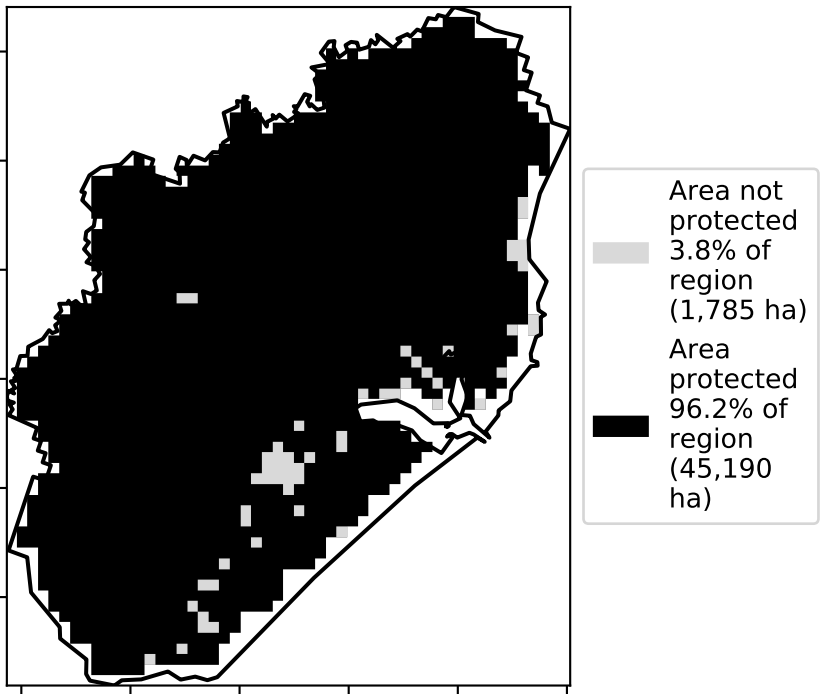 Area not
protected
3.8% of
region
(1,785 ha)
Area
protected
96.2% of
region
(45,190
ha)